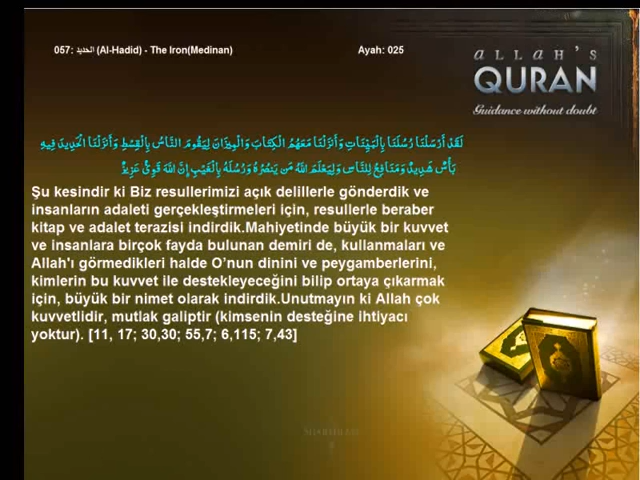 057: الحديد (Al-Hadid) - The Iron(Medinan) Ayah: 025
ALLAH'S
QURAN
Guidance without doubt
لَقَدْ أَرْسَلْنَا رُسُلَنَا بِالْبَيِّنَاتِ وَأَنزَلْنَا مَعَهُمُ الْكِتَابَ وَالْمِيزَانَ لِيَقُومَ النَّاسُ بِالْقِسْطِ وَأَنزَلْنَا الْحَدِيدَ فِيهِ
بَأْسٌ شَدِيدٌ وَمَنَافِعُ لِلنَّاسِ وَلِيَعْلَمَ اللَّهُ مَن يَنصُرُهُ وَرُسُلَهُ بِالْغَيْبِ إِنَّ اللَّهَ قَوِيٌّ عَزِيزٌ
Şu kesindir ki Biz resullerimizi açık delillerle gönderdik ve
insanların adaleti gerçekleştirmeleri için, resullerle beraber
kitap ve adalet terazisi indirdik.Mahiyetinde büyük bir kuvvet
ve insanlara birçok fayda bulunan demiri de, kullanmaları ve
Allah'ı görmedikleri halde O’nun dinini ve peygamberlerini,
kimlerin bu kuvvet ile destekleyeceğini bilip ortaya çıkarmak
için, büyük bir nimet olarak indirdik.Unutmayın ki Allah çok
kuvvetlidir, mutlak galiptir (kimsenin desteğine ihtiyacı
yoktur). [11, 17; 30,30; 55,7; 6,115; 7,43]